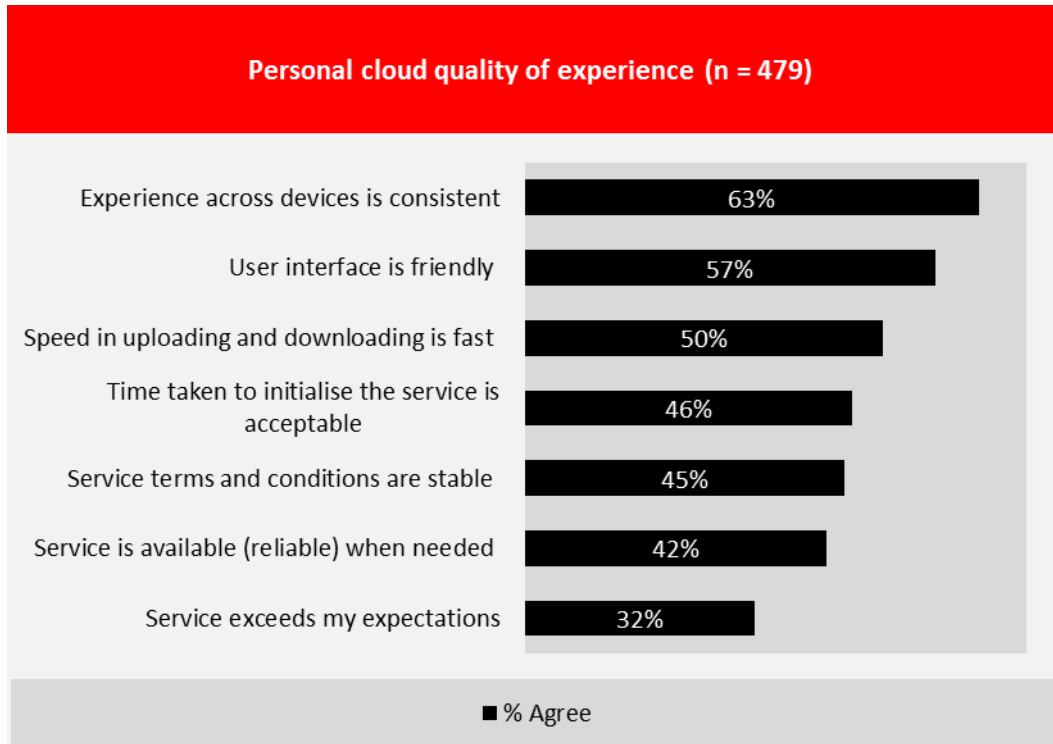 Personal cloud quality of experience (n = 479)
Experience across devices is consistent
63%
User interface is friendly
57%
Speed in uploading and downloading is fast
50%
Time taken to initialise the service is
acceptable
46%
Service terms and conditions are stable
45%
Service is available (reliable) when needed
42%
Service exceeds my expectations
32%
% Agree